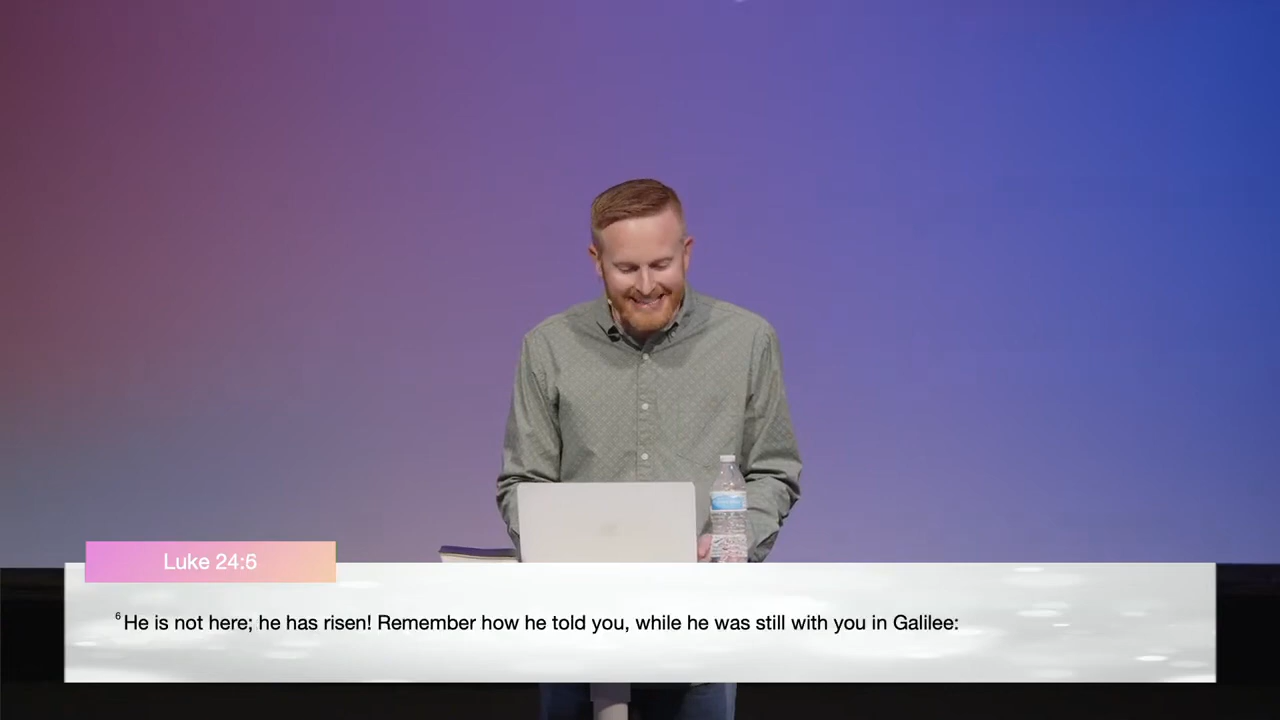 Luke 24:6
6 He is not here; he has risen! Remember how he told you, while he was still with you in Galilee: